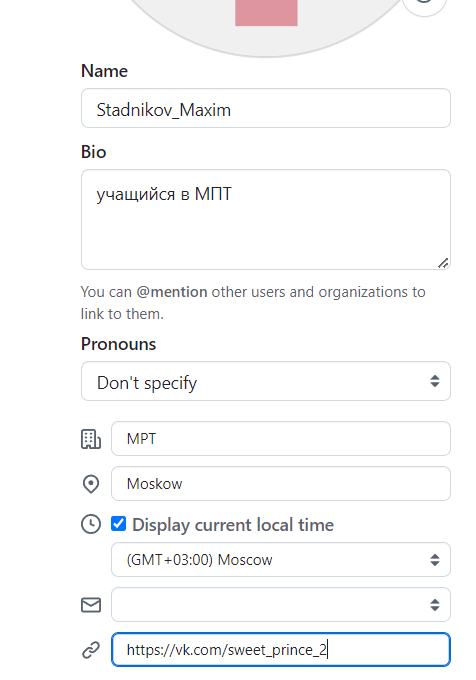 Name
Stadnikov_Maxim
Bio
учащийся в МПТ
You can @mention other users and organizations to
link to them.
Pronouns
Don't specify
МРТ
Moskow
Display current local time
(GMT+03:00) Moscow
https://vk.com/sweet_prince_2